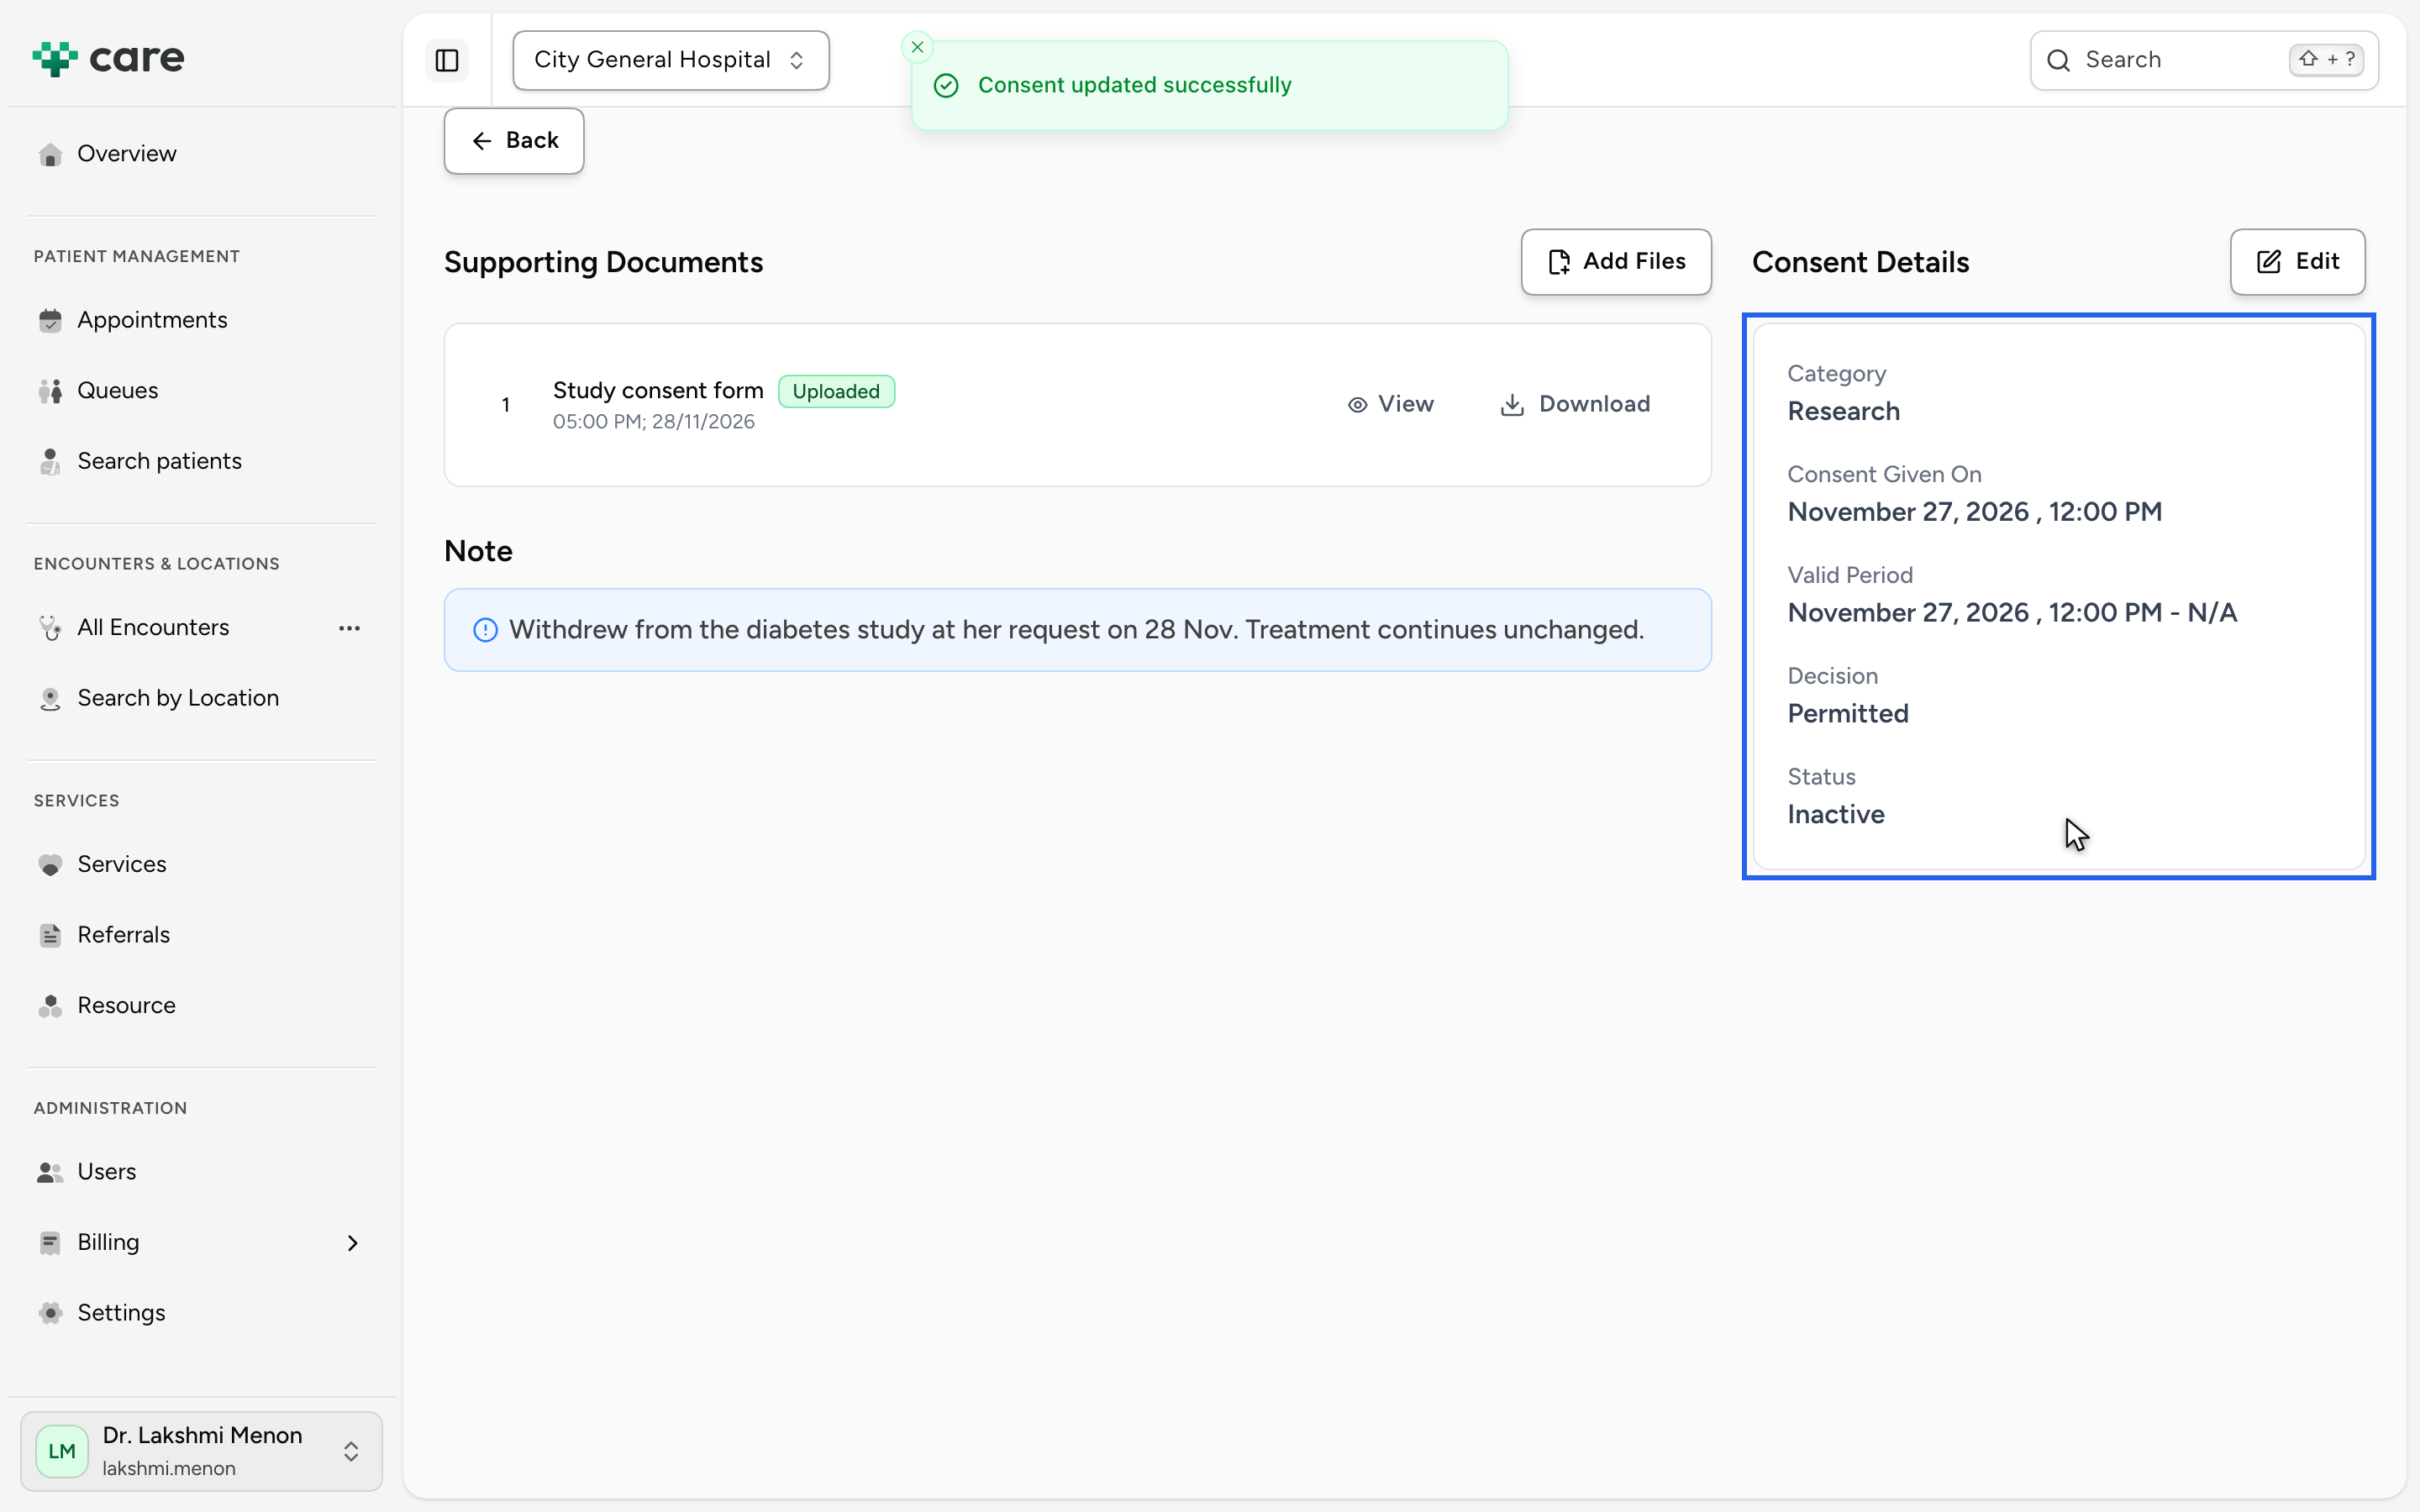 care
City General Hospital
Consent updated successfully
Search
+ ?
Overview
PATIENT MANAGEMENT
Appointments
Queues
Search patients
ENCOUNTERS & LOCATIONS
All Encounters
Search by Location
SERVICES
Services
Referrals
Resource
ADMINISTRATION
Users
Billing
Settings
LM
Dr. Lakshmi Menon
lakshmi.menon
Back
Supporting Documents
Add Files
1
Study consent form
Uploaded
05:00 PM; 28/11/2026
View
Download
Note
Withdrew from the diabetes study at her request on 28 Nov. Treatment continues unchanged.
Consent Details
Edit
Category
Research
Consent Given On
November 27, 2026 , 12:00 PM
Valid Period
November 27, 2026 , 12:00 PM - N/A
Decision
Permitted
Status
Inactive